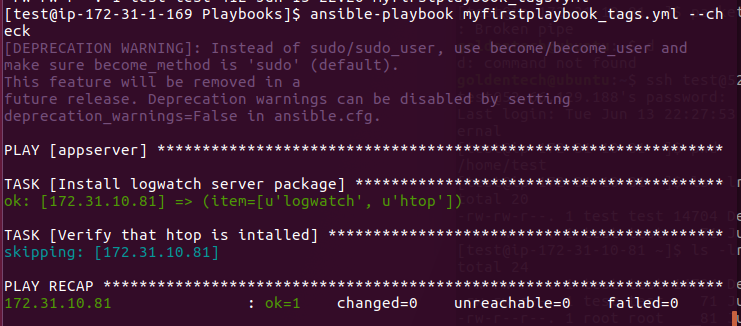 [test@ip-172-31-1-169 Playbooks]$ ansible-playbook myfirstplaybook_tags.yml --ch
eck
[DEPRECATION WARNING]: Instead of sudo/sudo_user, use become/become_user and
make sure become_method is 'sudo' (default).
This feature will be removed in a
future release. Deprecation warnings can be disabled by setting
deprecation_warnings=False in ansible.cfg.
PLAY [appserver] ***************************************************************
TASK [Install logwatch server package] *****************************************
ok: [172.31.10.81] => (item=[u'logwatch', u'htop'])
TASK [Verify that htop is intalled] ********************************************
skipping: [172.31.10.81]
PLAY RECAP *********************************************************************
172.31.10.81 : ok=1 changed=0 unreachable=0 failed=0